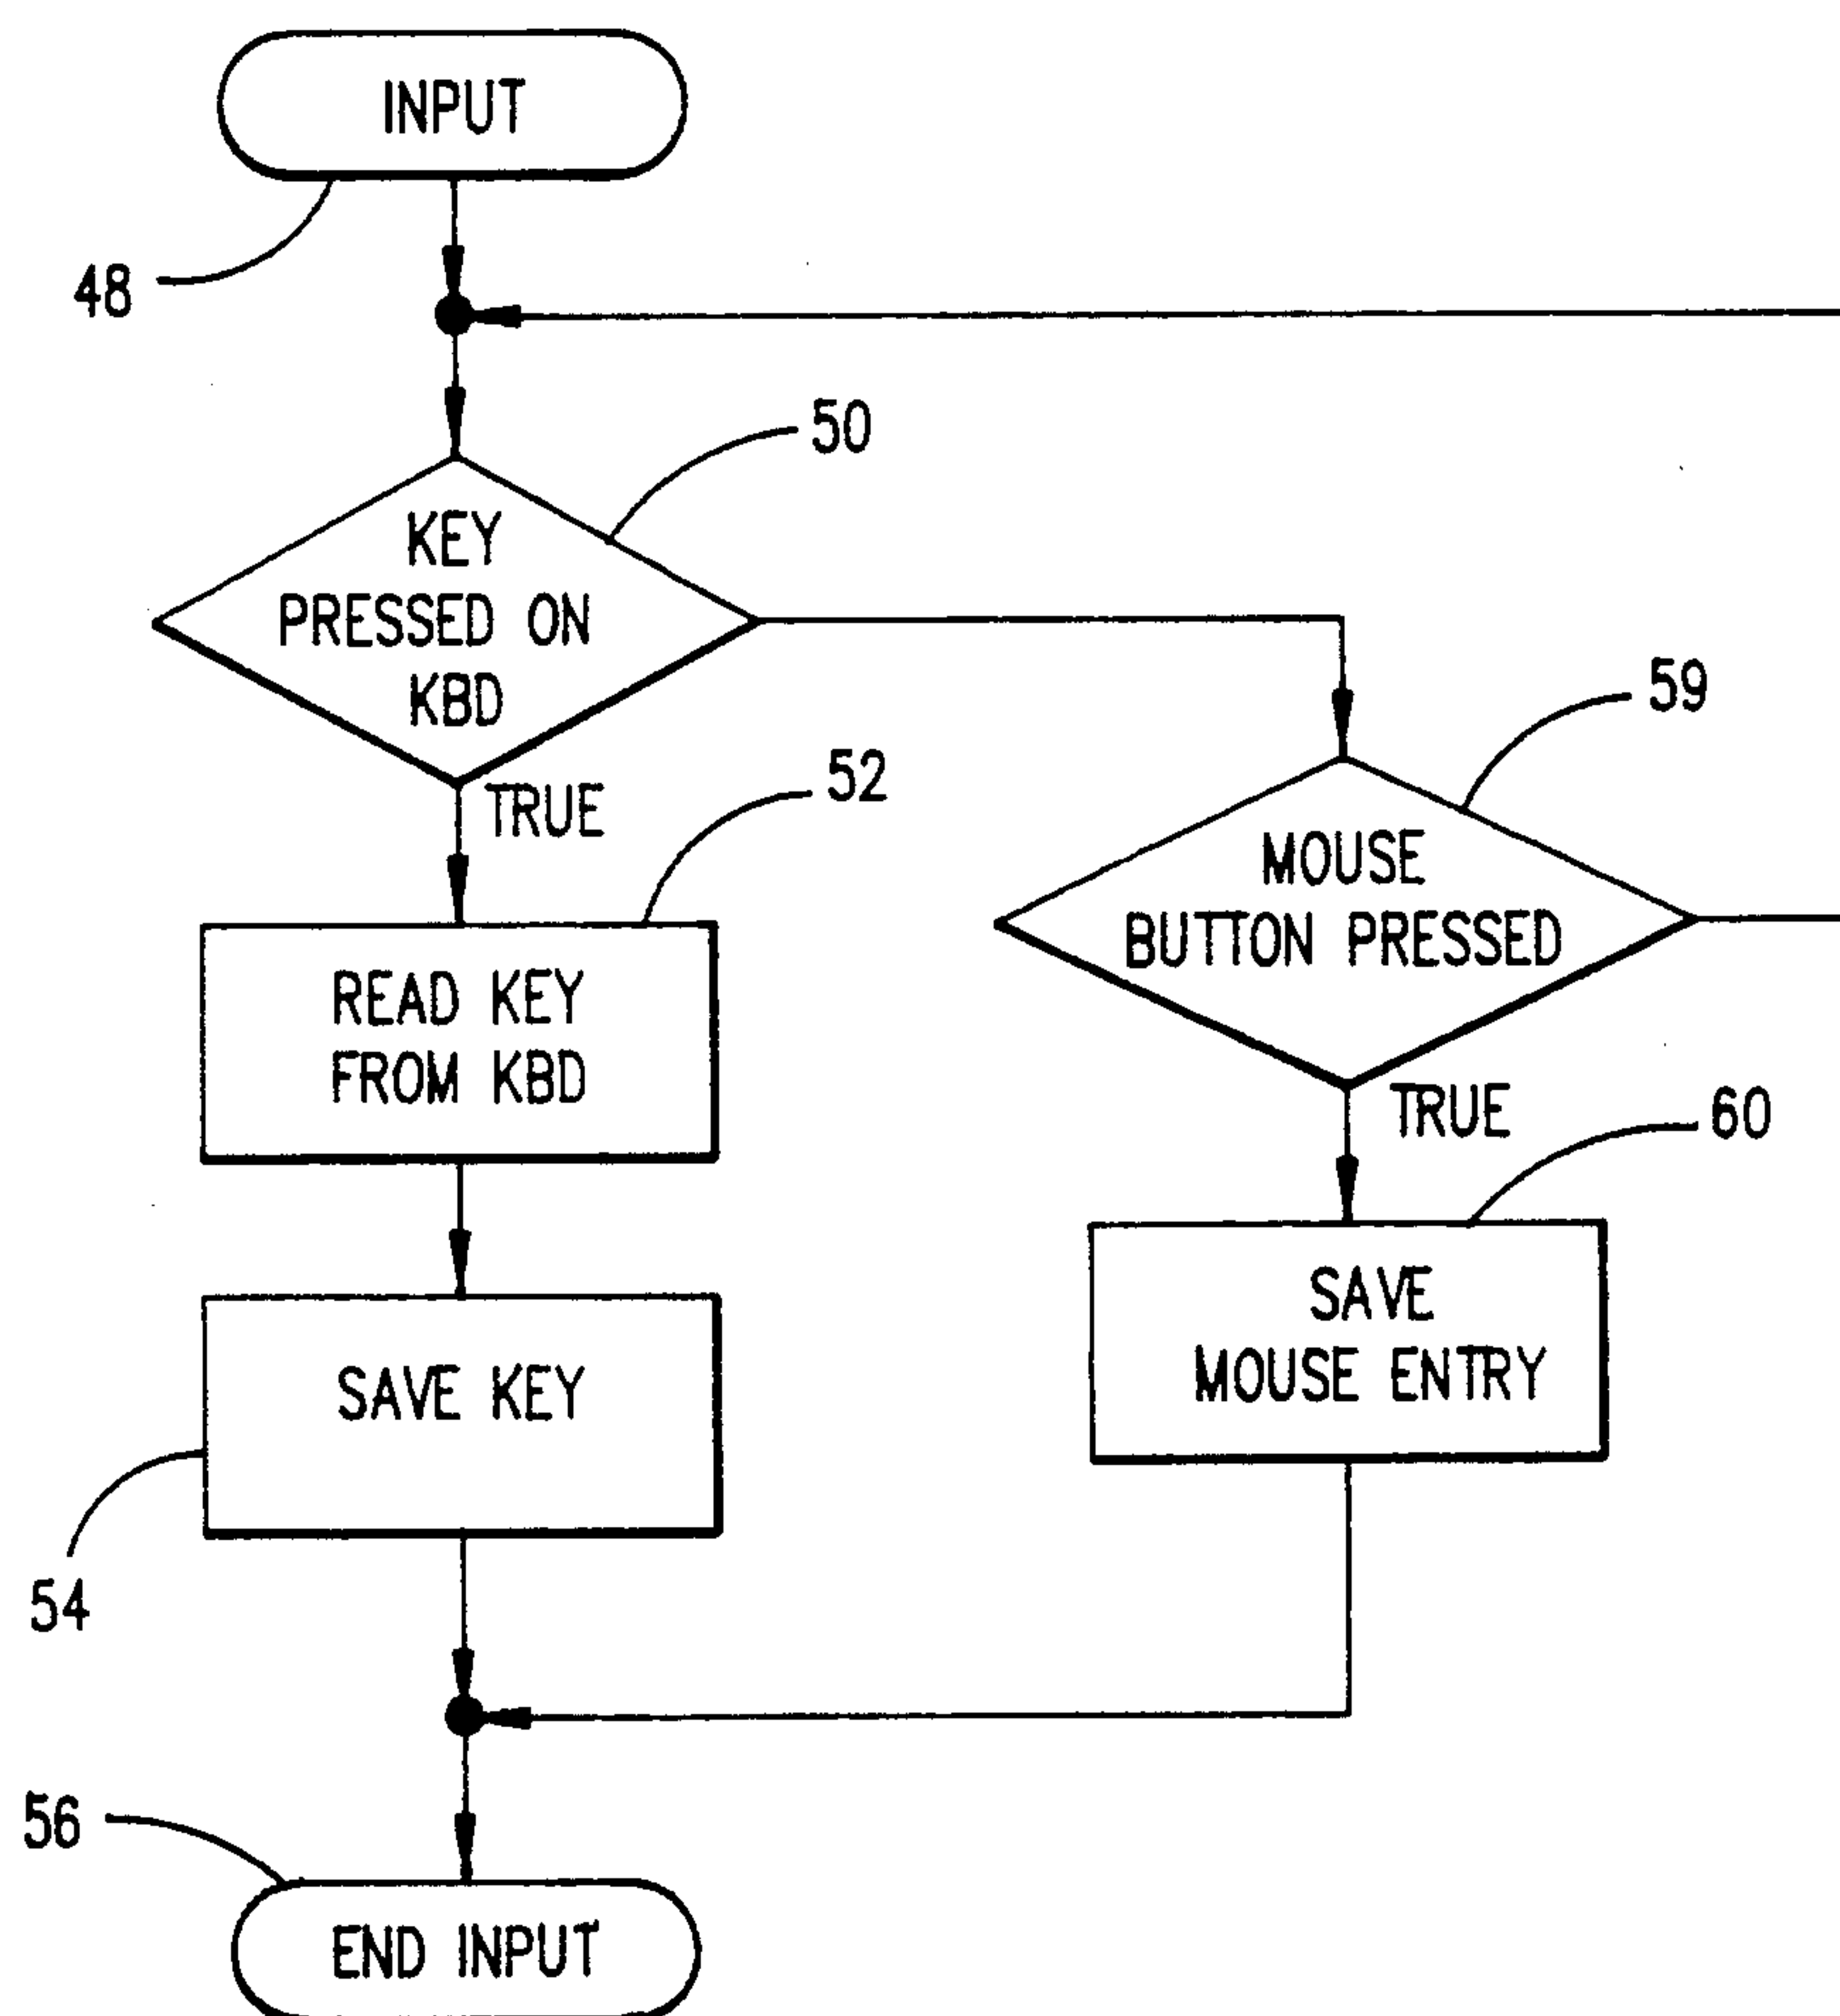 INPUT
48
50
KEY
PRESSED ON
KBD
TRUE
59
52
MOUSE
BUTTON PRESSED
READ KEY
FROM KBD
TRUE
60
SAVE KEY
SAVE
MOUSE ENTRY
54
56
END INPUT